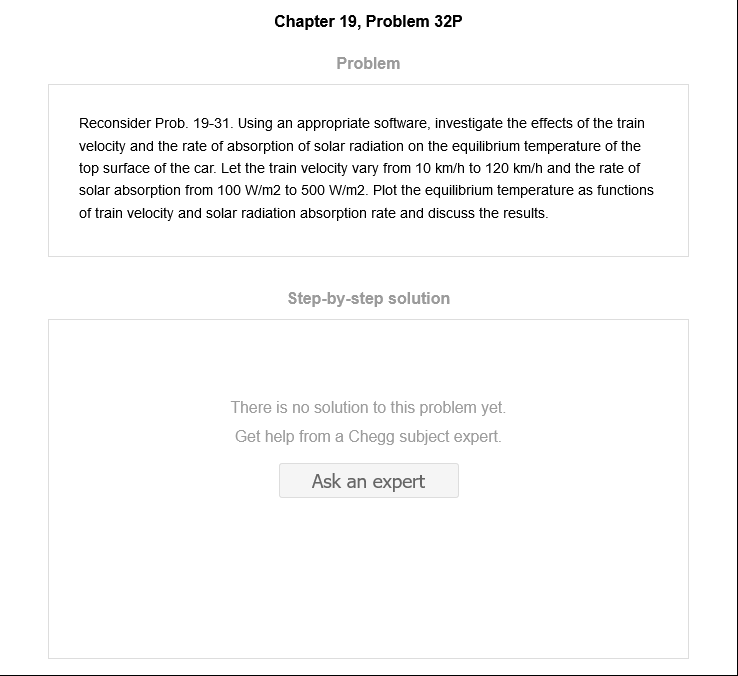 Chapter 19, Problem 32P
Problem
Reconsider Prob. 19-31. Using an appropriate software, investigate the effects of the train
velocity and the rate of absorption of solar radiation on the equilibrium temperature of the
top surface of the car. Let the train velocity vary from 10 km/h to 120 km/h and the rate of
solar absorption from 100 W/m2 to 500 W/m2. Plot the equilibrium temperature as functions
of train velocity and solar radiation absorption rate and discuss the results.
Step-by-step solution
There is no solution to this problem yet.
Get help from a Chegg subject expert.
Ask an expert